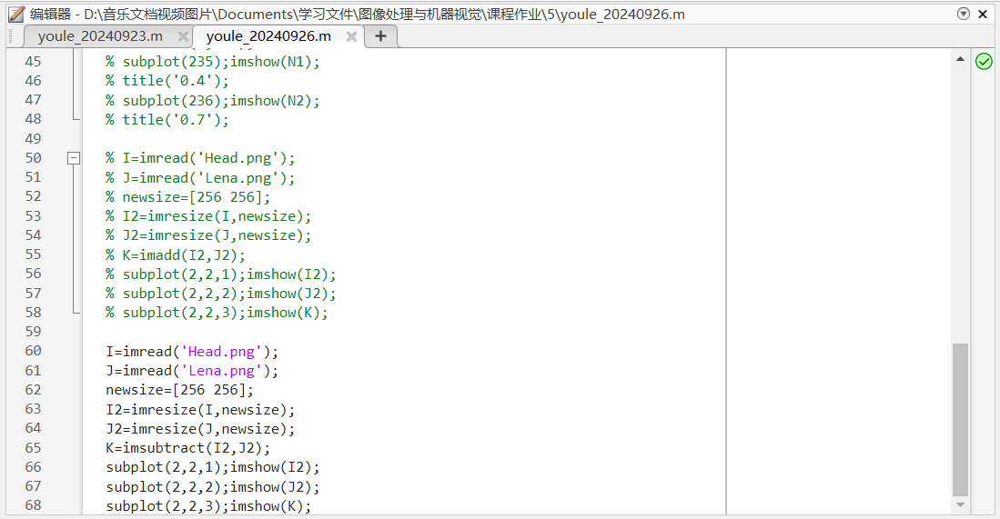 编辑器 - D:\音乐文档视频图片\Documents\学习文件\图像处理与机器视觉\课程作业\5\youle_20240926.m
youle_20240923.m youle_20240926.m +
45 % subplot(235);imshow(N1);
46 % title('0.4');
47 % subplot(236);imshow(N2);
48 % title('0.7');
49
50 % I=imread('Head.png');
51 % J=imread('Lena.png');
52 % newsize=[256 256];
53 % I2=imresize(I,newsize);
54 % J2=imresize(J,newsize);
55 % K=imadd(I2,J2);
56 % subplot(2,2,1);imshow(I2);
57 % subplot(2,2,2);imshow(J2);
58 % subplot(2,2,3);imshow(K);
59
60 I=imread('Head.png');
61 J=imread('Lena.png');
62 newsize=[256 256];
63 I2=imresize(I,newsize);
64 J2=imresize(J,newsize);
65 K=imsubtract(I2,J2);
66 subplot(2,2,1);imshow(I2);
67 subplot(2,2,2);imshow(J2);
68 subplot(2,2,3);imshow(K);